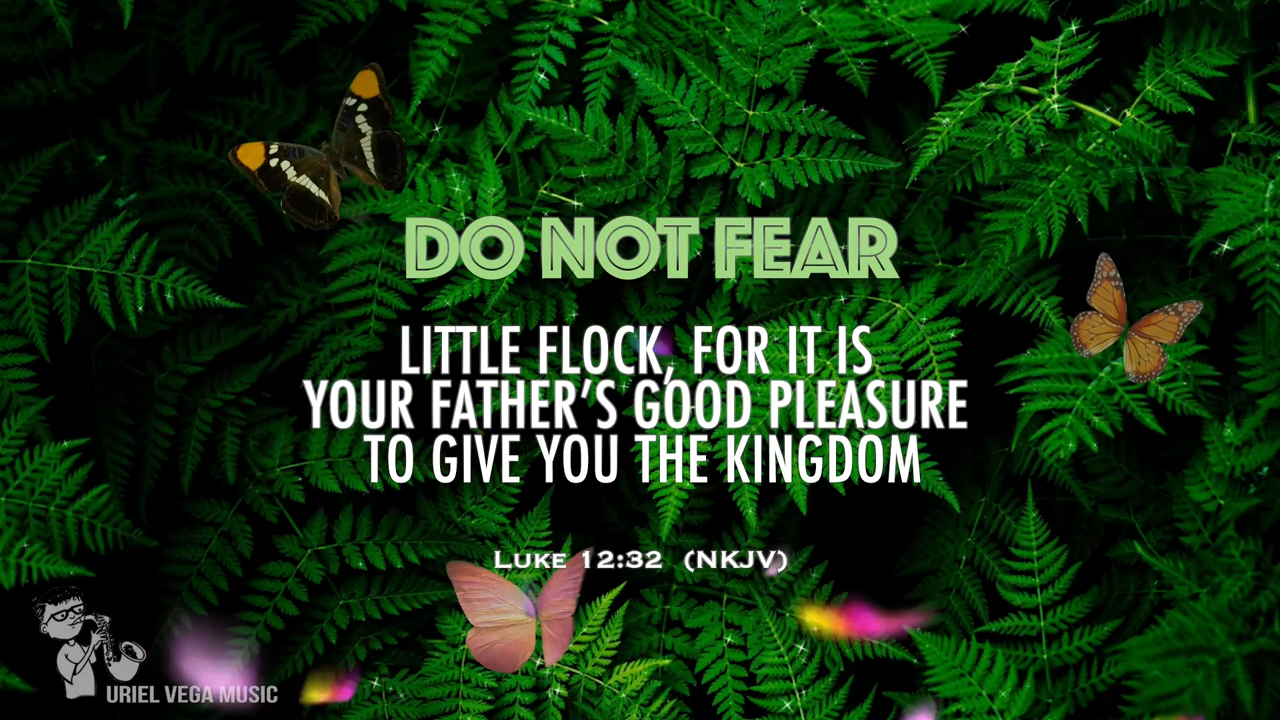 DO NOT FEAR
LITTLE FLOCK, FOR IT IS
YOUR FATHER’S GOOD PLEASURE
TO GIVE YOU THE KINGDOM
Luke 12:32 (NKJV)
URIEL VEGA MUSIC